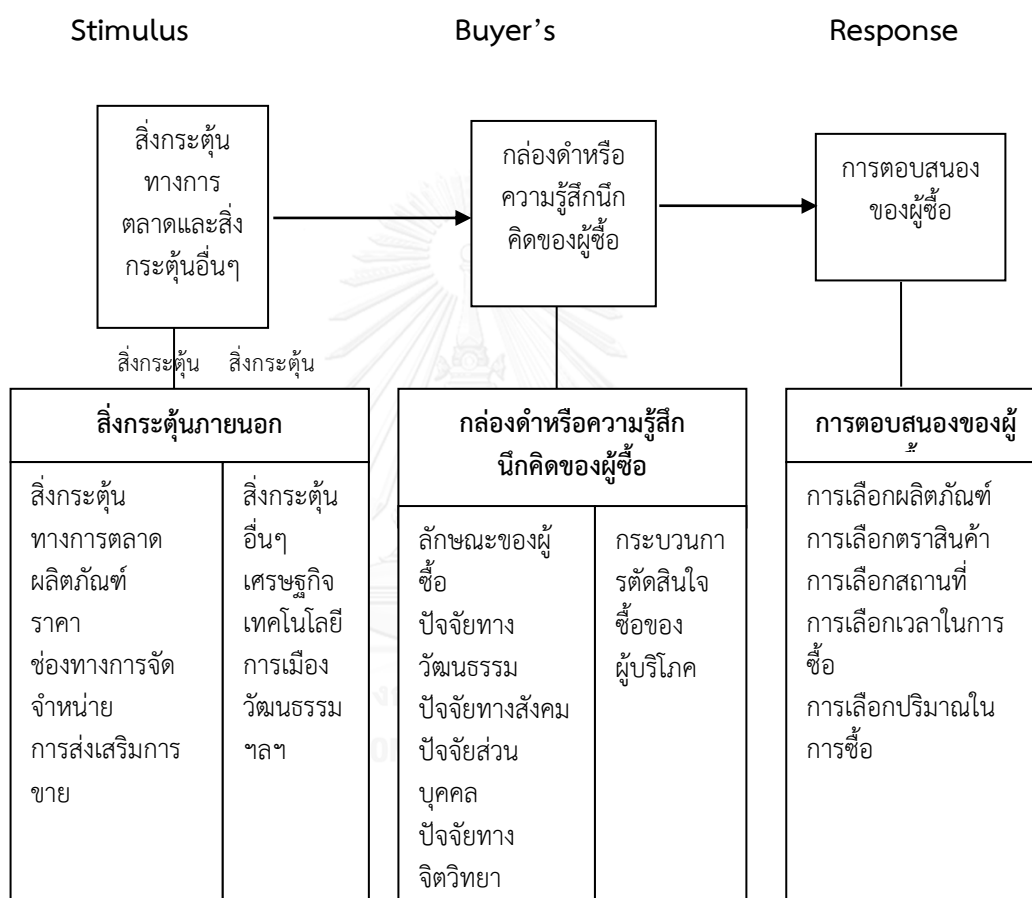 Stimulus
Buyer’s
Response
สิ่งกระตุ้น
ทางการ
ตลาดและสิ่ง
กระตุ้นอื่นๆ
กล่องดำหรือ
ความรู้สึกนึก
คิดของผู้ซื้อ
การตอบสนอง
ของผู้ซื้อ
สิ่งกระตุ้น
สิ่งกระตุ้น
สิ่งกระตุ้นภายนอก
สิ่งกระตุ้น
ทางการตลาด
ผลิตภัณฑ์
ราคา
ช่องทางการจัด
จำหน่าย
การส่งเสริมการ
ขาย
สิ่งกระตุ้น
อื่นๆ
เศรษฐกิจ
เทคโนโลยี
การเมือง
วัฒนธรรม
ฯลฯ
กล่องดำหรือความรู้สึก
นึกคิดของผู้ซื้อ
ลักษณะของผู้
ซื้อ
ปัจจัยทาง
วัฒนธรรม
ปัจจัยทางสังคม
ปัจจัยส่วน
บุคคล
ปัจจัยทาง
จิตวิทยา
กระบวนกา
รตัดสินใจ
ซื้อของ
ผู้บริโภค
การตอบสนองของผู้
การเลือกผลิตภัณฑ์
การเลือกตราสินค้า
การเลือกสถานที่
การเลือกเวลาในการ
ซื้อ
การเลือกปริมาณใน
การซื้อ